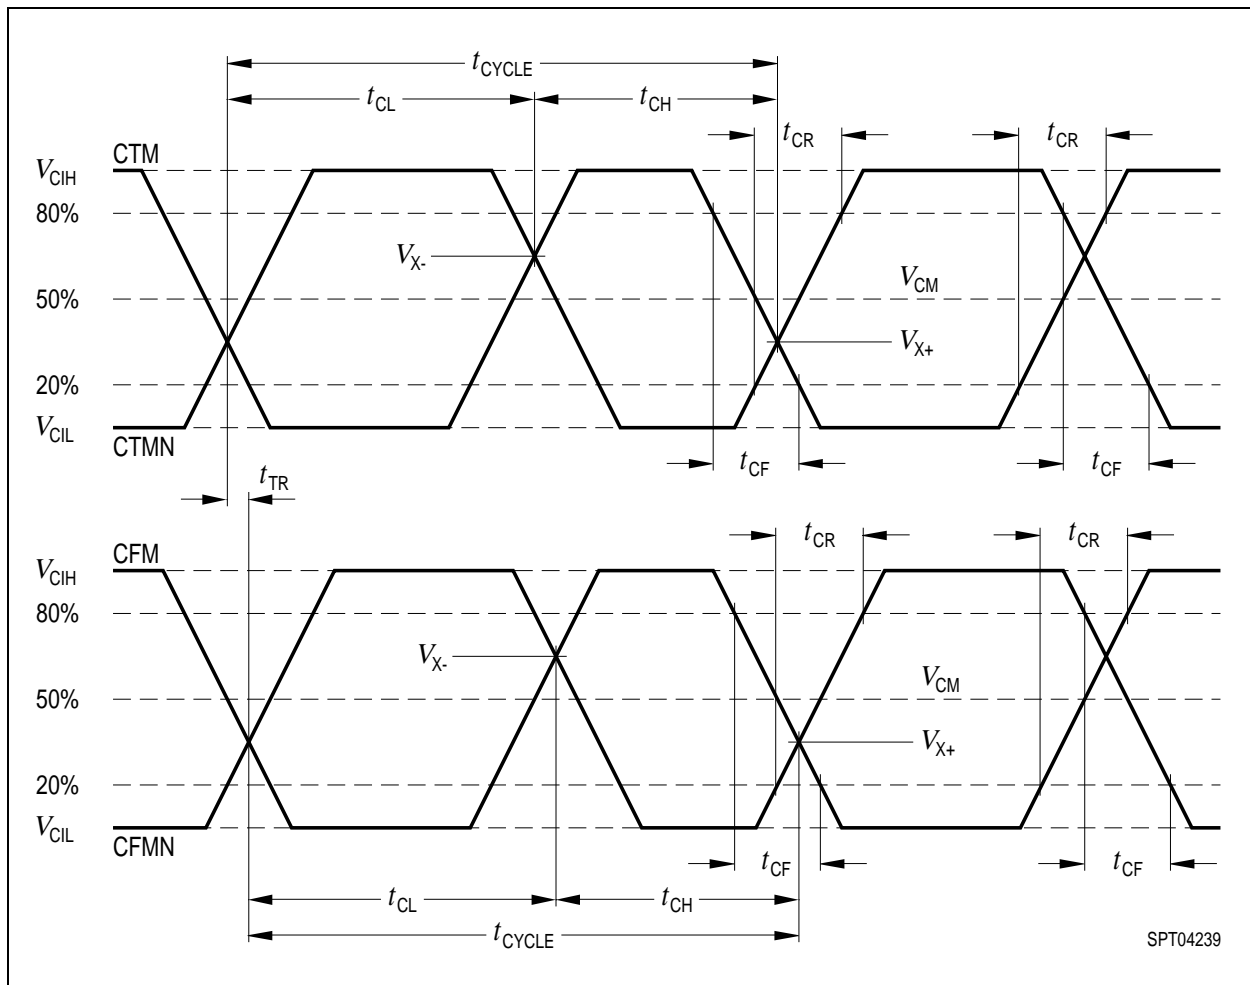 tCYCLE
tCL tCH
tCR tCR
CTM
VCIH
80%
VX-
50% VCM
VX+
20%
VCIL
CTMN
tCF tCF
tTR
tCR tCR
CFM
VCIH
80%
VX-
50% VCM
VX+
20%
VCIL
CFMN
tCF tCF
tCL tCH
tCYCLE
SPT04239